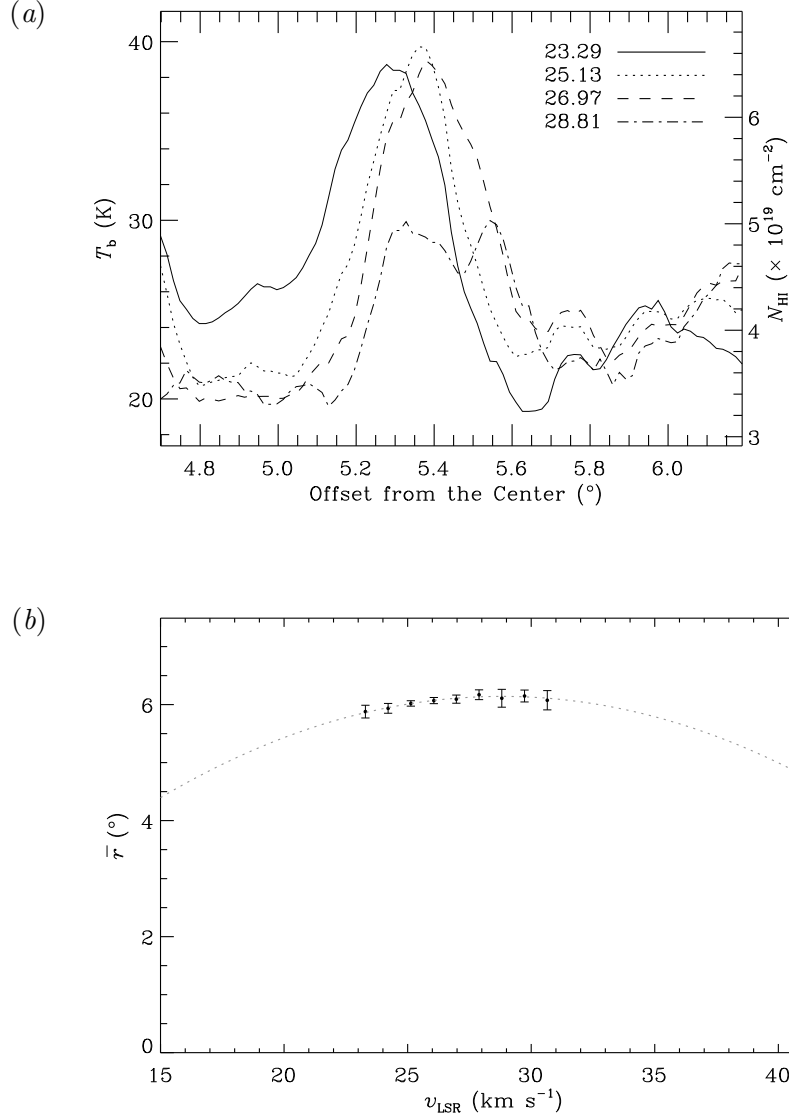 (a)
40
30
20
T_b (K)
23.29
25.13
26.97
28.81
6
5
4
3
N_HI (× 10^19 cm^−2)
4.8 5.0 5.2 5.4 5.6 5.8 6.0
Offset from the Center (°)
(b)
6
4
2
0
r̄ (°)
15 20 25 30 35 40
v_LSR (km s^−1)